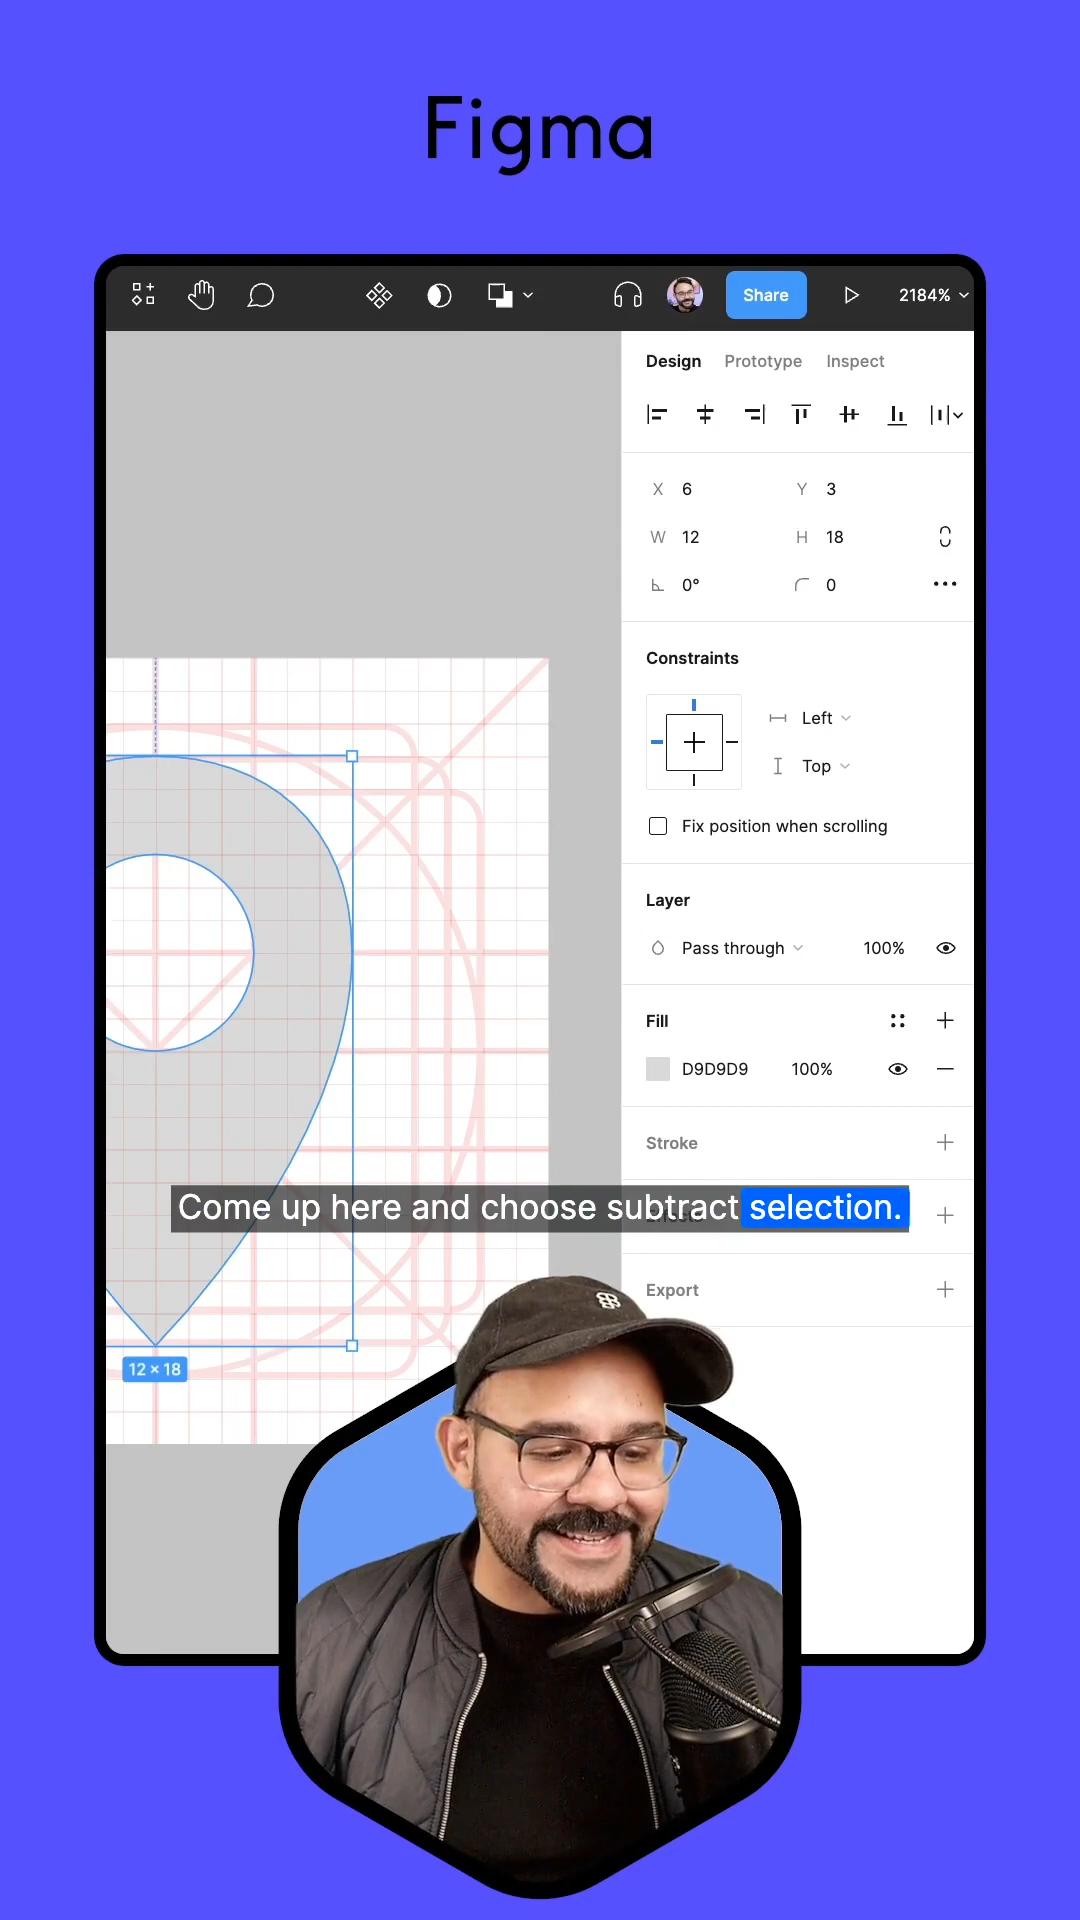 Figma
Share
2184%
Design Prototype Inspect
X 6 Y 3
W 12 H 18
0° 0
Constraints
Left
Top
Fix position when scrolling
Layer
Pass through 100%
Fill
D9D9D9 100%
Stroke
Come up here and choose subtract selection.
Effects
Export
12 × 18